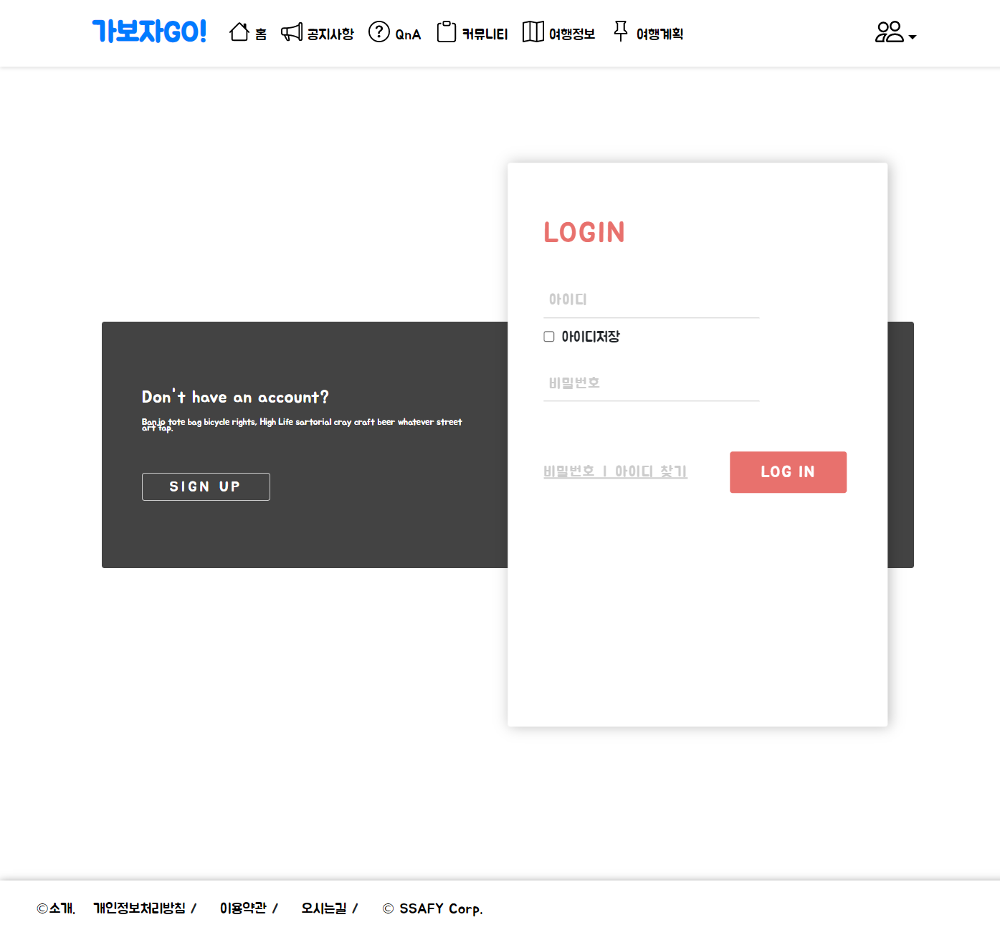 가보자GO!
홈
공지사항
QnA
커뮤니티
여행정보
여행계획
LOGIN
아이디
아이디저장
비밀번호
비밀번호 | 아이디 찾기
LOG IN
Don't have an account?
Banjo tote bag bicycle rights, High Life sartorial cray craft beer whatever street
art fap.
SIGN UP
©소개. 개인정보처리방침 / 이용약관 / 오시는길 / © SSAFY Corp.